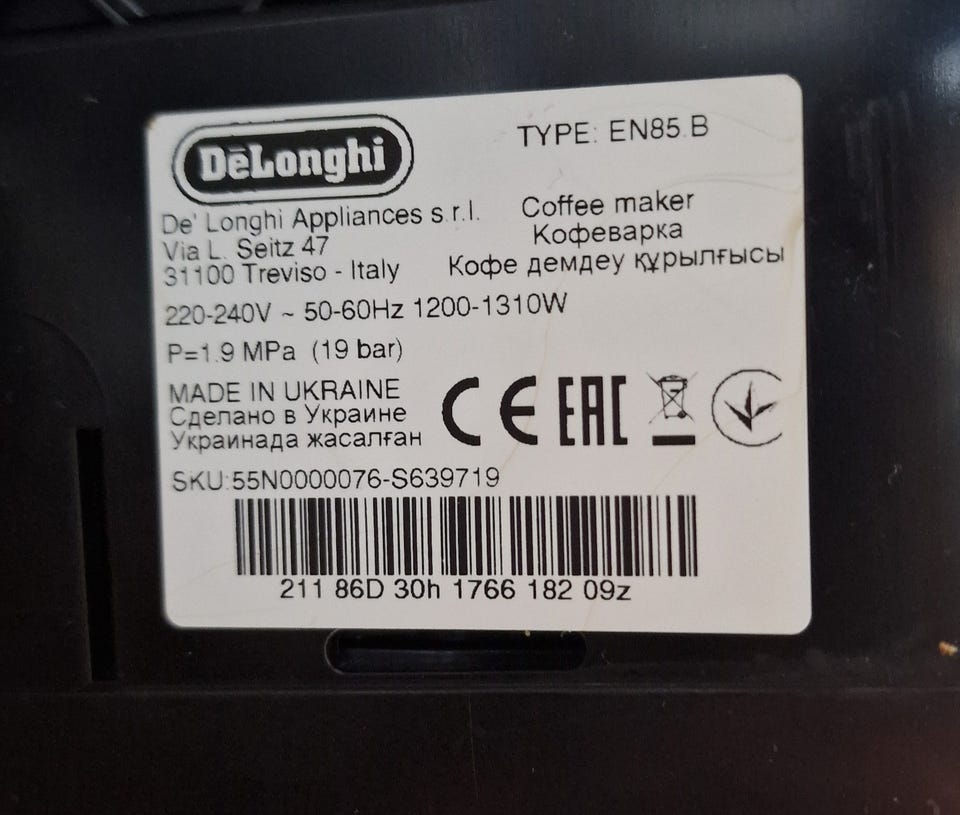 DēLonghi
TYPE: EN85.B
De' Longhi Appliances s.r.l.
Via L. Seitz 47
31100 Treviso - Italy
Coffee maker
Кофеварка
Кофе демдеу құрылғысы
220-240V ~ 50-60Hz 1200-1310W
P=1.9 MPa (19 bar)
MADE IN UKRAINE
Сделано в Украине
Украинада жасалған
CE EAC
SKU:55N0000076-S639719
211 86D 30h 1766 182 09z